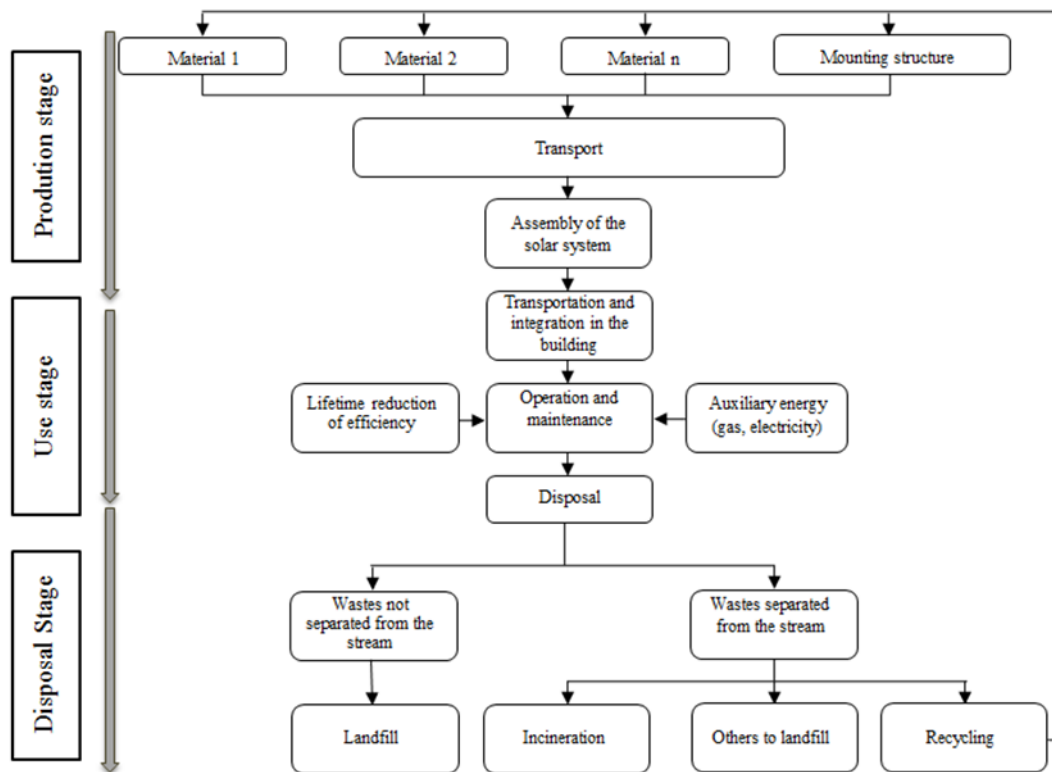 Prodution stage
Use stage
Disposal Stage
Material 1
Material 2
Material n
Mounting structure
Transport
Assembly of the
solar system
Transportation and
integration in the
building
Lifetime reduction
of efficiency
Operation and
maintenance
Auxiliary energy
(gas, electricity)
Disposal
Wastes not
separated from the
stream
Wastes separated
from the stream
Landfill
Incineration
Others to landfill
Recycling